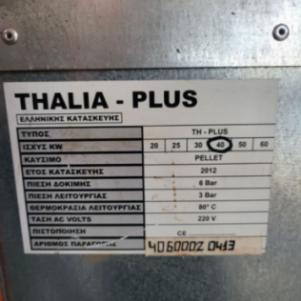 THALIA - PLUS
ΕΛΛΗΝΙΚΗΣ ΚΑΤΑΣΚΕΥΗΣ
ΤΥΠΟΣ TH - PLUS
ΙΣΧΥΣ KW 20 25 30 40 50 60
ΚΑΥΣΙΜΟ PELLET
ΕΤΟΣ ΚΑΤΑΣΚΕΥΗΣ 2012
ΠΙΕΣΗ ΔΟΚΙΜΗΣ 6 Bar
ΠΙΕΣΗ ΛΕΙΤΟΥΡΓΙΑΣ 3 Bar
ΘΕΡΜΟΚΡΑΣΙΑ ΛΕΙΤΟΥΡΓΙΑΣ 80° C
ΤΑΣΗ AC VOLTS 220 V
ΠΙΣΤΟΠΟΙΗΣΗ CE
ΑΡΙΘΜΟΣ ΠΑΡΑΓΩΓΗΣ 4060002 0413